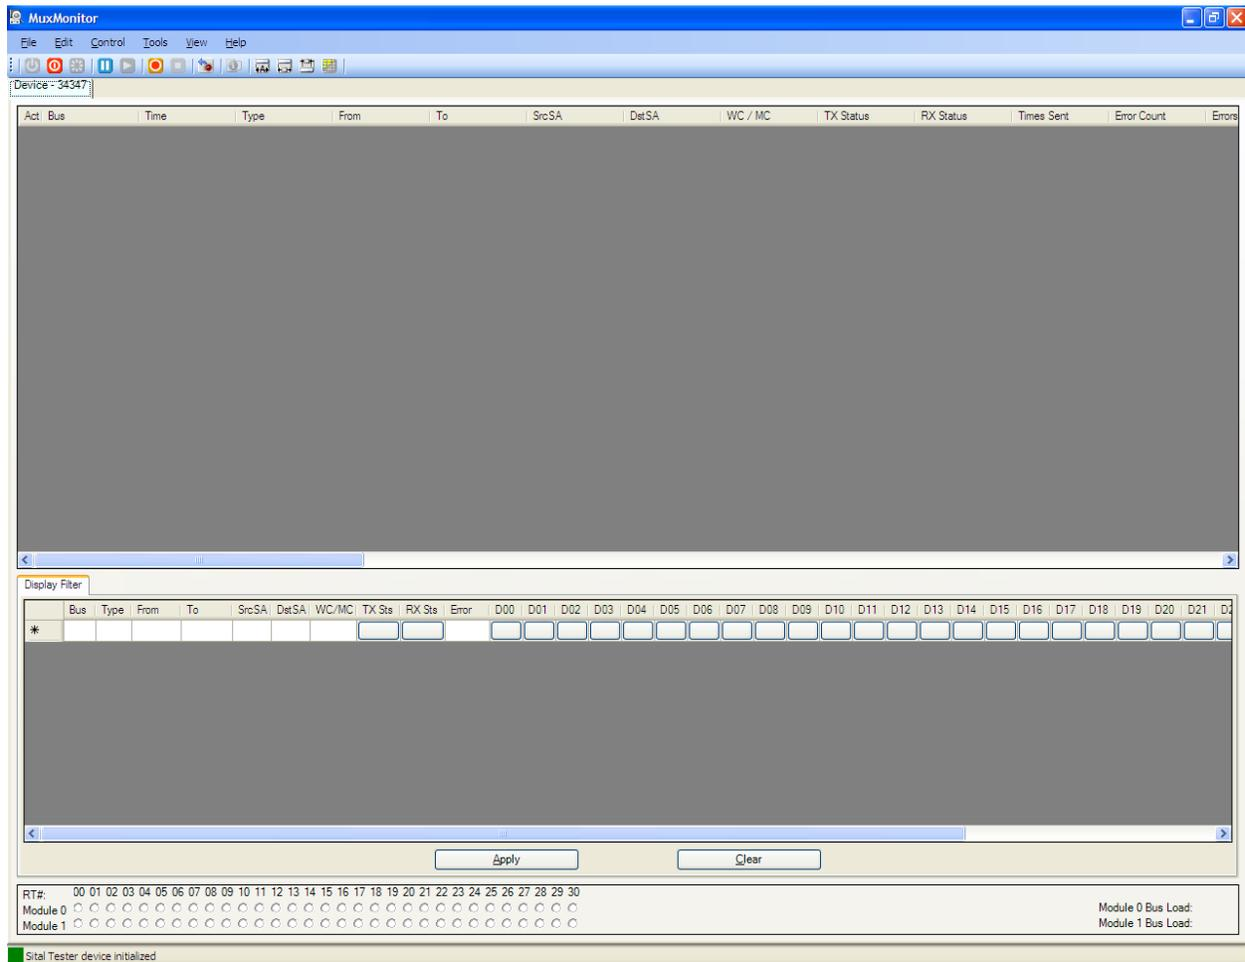 MuxMonitor
File Edit Control Tools View Help
Device - 34347
Act Bus Time Type From To SrcSA DstSA WC / MC TX Status RX Status Times Sent Error Count Errors
Display Filter
Bus Type From To SrcSA DstSA WC/MC TX Sts RX Sts Error D00 D01 D02 D03 D04 D05 D06 D07 D08 D09 D10 D11 D12 D13 D14 D15 D16 D17 D18 D19 D20 D21
*
Apply Clear
RT#: 00 01 02 03 04 05 06 07 08 09 10 11 12 13 14 15 16 17 18 19 20 21 22 23 24 25 26 27 28 29 30
Module 0 Module 0 Bus Load:
Module 1 Module 1 Bus Load:
Sital Tester device initialized